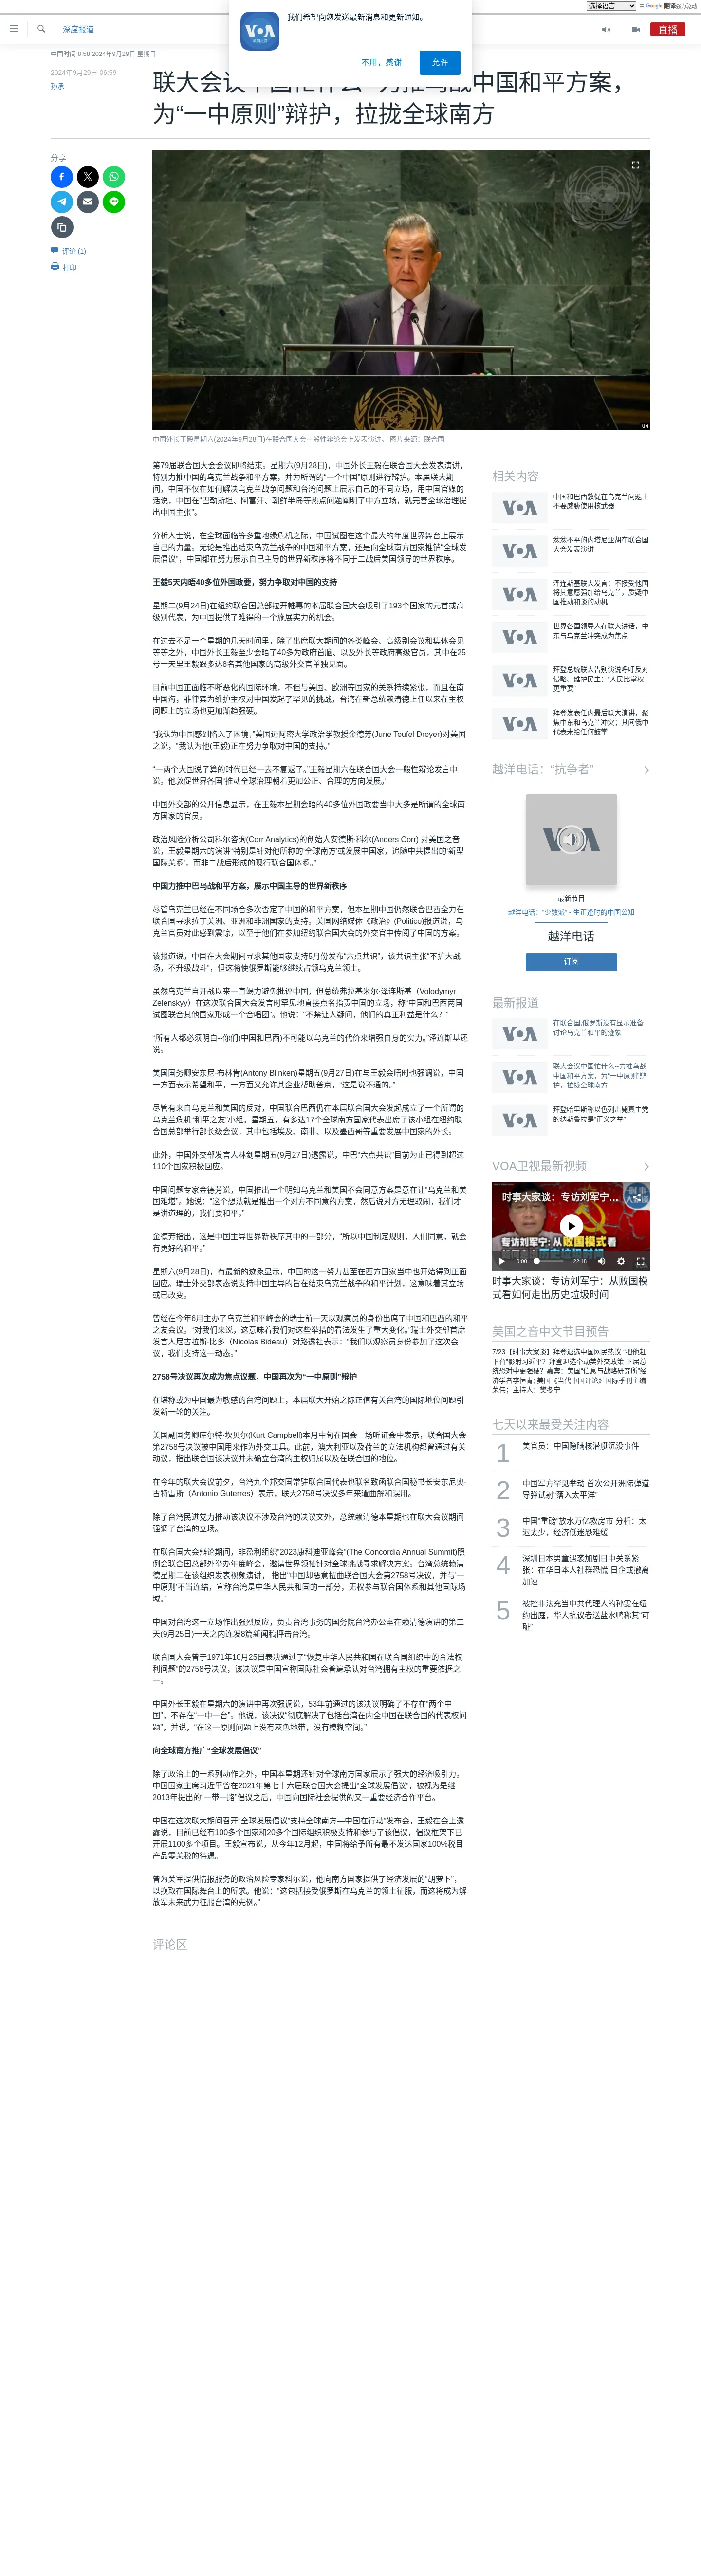 选择语言
由 Google 翻译强力驱动
深度报道
直播
VOA
我们希望向您发送最新消息和更新通知。
不用，感谢
允许
中国时间 8:58 2024年9月29日 星期日
2024年9月29日 06:59
孙承
为“一中原则”辩护，拉拢全球南方
分享
评论 (1)
打印
UN
中国外长王毅星期六(2024年9月28日)在联合国大会一般性辩论会上发表演讲。 图片来源：联合国
第79届联合国大会会议即将结束。星期六(9月28日)，中国外长王毅在联合国大会发表演讲，
特别力推中国的乌克兰战争和平方案，并为所谓的“一个中国”原则进行辩护。本届大联大期
间，中国不仅在如何解决乌克兰战争问题和台湾问题上展示自己的不同立场，用中国官媒的
话说，中国在“巴勒斯坦、阿富汗、朝鲜半岛等热点问题阐明了中方立场，就完善全球治理提
出中国主张”。
分析人士说，在全球面临等多重地缘危机之际，中国试图在这个最大的年度世界舞台上展示
自己的力量。无论是推出结束乌克兰战争的中国和平方案，还是向全球南方国家推销“全球发
展倡议”，中国都在努力展示自己主导的世界新秩序将不同于二战后美国领导的世界秩序。
王毅5天内晤40多位外国政要，努力争取对中国的支持
星期二(9月24日)在纽约联合国总部拉开帷幕的本届联合国大会吸引了193个国家的元首或高
级别代表，为中国提供了难得的一个施展实力的机会。
在过去不足一个星期的几天时间里，除了出席联大期间的各类峰会、高级别会议和集体会见
等等之外，中国外长王毅至少会晤了40多为政府首脑、以及外长等政府高级官员，其中在25
号一天里王毅跟多达8名其他国家的高级外交官单独见面。
目前中国正面临不断恶化的国际环境，不但与美国、欧洲等国家的关系持续紧张，而且在南
中国海，菲律宾为维护主权对中国发起了罕见的挑战，台湾在新总统赖清德上任以来在主权
问题上的立场也更加渐趋强硬。
“我认为中国感到陷入了困境，”美国迈阿密大学政治学教授金德芳(June Teufel Dreyer)对美国
之说，“我认为他(王毅)正在努力争取对中国的支持。”
“一两个大国说了算的时代已经一去不复返了。”王毅星期六在联合国大会一般性辩论发言中
说。他敦促世界各国“推动全球治理朝着更加公正、合理的方向发展。”
中国外交部的公开信息显示，在王毅本星期会晤的40多位外国政要当中大多是所谓的全球南
方国家的官员。
政治风险分析公司科尔咨询(Corr Analytics)的创始人安德斯·科尔(Anders Corr) 对美国之音
说，王毅星期六的演讲“特别是针对他所称的‘全球南方’或发展中国家，追随中共提出的‘新型
国际关系’，而非二战后形成的现行联合国体系。”
中国力推中巴乌战和平方案，展示中国主导的世界新秩序
尽管乌克兰已经在不同场合多次否定了中国的和平方案，但本星期中国仍然联合巴西全力在
联合国寻求拉丁美洲、亚洲和非洲国家的支持。美国网络媒体《政治》(Politico)报道说，乌
克兰官员对此感到震惊，以至于他们在参加纽约联合国大会的外交官中传阅了中国的方案。
该报道说，中国在大会期间寻求其他国家支持5月份发布“六点共识”，该共识主张“不扩大战
场，不升级战斗”，但这将使俄罗斯能够继续占领乌克兰领土。
虽然乌克兰自开战以来一直竭力避免批评中国，但总统弗拉基米尔·泽连斯基（Volodymyr
Zelenskyy）在这次联合国大会发言时罕见地直接点名指责中国的立场，称“中国和巴西两国
试图联合其他国家形成一个合唱团”。他说：“不禁让人疑问，他们的真正利益是什么？”
“所有人都必须明白--你们(中国和巴西)不可能以乌克兰的代价来增强自身的实力。”泽连斯基还
说。
美国国务卿安东尼·布林肯(Antony Blinken)星期五(9月27日)在与王毅会晤时也强调说，中国
一方面表示希望和平，一方面又允许其企业帮助普京，“这是说不通的。”
尽管有来自乌克兰和美国的反对，中国联合巴西仍在本届联合国大会发起成立了一个所谓的
乌克兰危机“和平之友”小组。星期五，有多达17个全球南方国家代表出席了该小组在纽约联
合国总部举行部长级会议，其中包括埃及、南非、以及墨西哥等重要发展中国家的外长。
此外，中国外交部发言人林剑星期五(9月27日)透露说，中巴“六点共识”目前为止已得到超过
110个国家积极回应。
中国问题专家金德芳说，中国推出一个明知乌克兰和美国不会同意方案是意在让“乌克兰和美
国难堪”。她说：“这个想法就是推出一个对方不同意的方案，然后说对方无理取闹，我们才
是讲道理的，我们要和平。”
金德芳指出，这是中国主导世界新秩序其中的一部分，“所以中国制定规则，人们同意，就会
有更好的和平。”
星期六(9月28日)，有最新的迹象显示，中国的这一努力甚至在西方国家当中也开始得到正面
回应。瑞士外交部表态说支持中国主导的旨在结束乌克兰战争的和平计划，这意味着其立场
或已改变。
曾经在今年6月主办了乌克兰和平峰会的瑞士前一天以观察员的身份出席了中国和巴西的和平
之友会议。“对我们来说，这意味着我们对这些举措的看法发生了重大变化。”瑞士外交部首席
发言人尼古拉斯·比多（Nicolas Bideau）对路透社表示：“我们以观察员身份参加了这次会
议，我们支持这一动态。”
2758号决议再次成为焦点议题，中国再次为“一中原则”辩护
在堪称或为中国最为敏感的台湾问题上，本届联大开始之际正值有关台湾的国际地位问题引
发新一轮的关注。
美国副国务卿库尔特·坎贝尔(Kurt Campbell)本月中旬在国会一场听证会中表示，联合国大会
第2758号决议被中国用来作为外交工具。此前，澳大利亚以及荷兰的立法机构都曾通过有关
动议，指出联合国该决议并未确立台湾的主权归属以及在联合国的地位。
在今年的联大会议前夕，台湾九个邦交国常驻联合国代表也联名致函联合国秘书长安东尼奥·
古特雷斯（Antonio Guterres）表示，联大2758号决议多年来遭曲解和误用。
除了台湾民进党力推动该决议不涉及台湾的决议文外，总统赖清德本星期也在联大会议期间
强调了台湾的立场。
在联合国大会辩论期间，非盈利组织“2023康科迪亚峰会”(The Concordia Annual Summit)照
例会联合国总部外举办年度峰会，邀请世界领袖针对全球挑战寻求解决方案。台湾总统赖清
德星期二在该组织发表视频演讲， 指出“中国却恶意扭曲联合国大会第2758号决议，并与‘一
中原则’不当连结，宣称台湾是中华人民共和国的一部分，无权参与联合国体系和其他国际场
域。”
中国对台湾这一立场作出强烈反应，负责台湾事务的国务院台湾办公室在赖清德演讲的第二
天(9月25日)一天之内连发8篇新闻稿抨击台湾。
联合国大会曾于1971年10月25日表决通过了“恢复中华人民共和国在联合国组织中的合法权
利问题”的2758号决议，该决议是中国宣称国际社会普遍承认对台湾拥有主权的重要依据之
一。
中国外长王毅在星期六的演讲中再次强调说，53年前通过的该决议明确了不存在“两个中
国”，不存在“一中一台”。他说，该决议“彻底解决了包括台湾在内全中国在联合国的代表权问
题”，并说，“在这一原则问题上没有灰色地带，没有模糊空间。”
向全球南方推广“全球发展倡议”
除了政治上的一系列动作之外，中国本星期还针对全球南方国家展示了强大的经济吸引力。
中国国家主席习近平曾在2021年第七十六届联合国大会提出“全球发展倡议”，被视为是继
2013年提出的“一带一路”倡议之后，中国向国际社会提供的又一重要经济合作平台。
中国在这次联大期间召开“全球发展倡议”支持全球南方—中国在行动”发布会，王毅在会上透
露说，目前已经有100多个国家和20多个国际组织积极支持和参与了该倡议，倡议框架下已
开展1100多个项目。王毅宣布说，从今年12月起，中国将给予所有最不发达国家100%税目
产品零关税的待遇。
曾为美军提供情报服务的政治风险专家科尔说，他向南方国家提供了经济发展的“胡萝卜”，
以换取在国际舞台上的所求。他说：“这包括接受俄罗斯在乌克兰的领土征服，而这将成为解
放军未来武力征服台湾的先例。”
评论区
相关内容
中国和巴西敦促在乌克兰问题上
不要威胁使用核武器
忿忿不平的内塔尼亚胡在联合国
大会发表演讲
泽连斯基联大发言：不接受他国
将其意愿强加给乌克兰，质疑中
国推动和谈的动机
世界各国领导人在联大讲话，中
东与乌克兰冲突成为焦点
拜登总统联大告别演说呼吁反对
侵略、维护民主：“人民比掌权
更重要”
拜登发表任内最后联大演讲，聚
焦中东和乌克兰冲突；其间俄中
代表未给任何鼓掌
越洋电话：“抗争者”
最新节目
越洋电话：“少数派” - 生正逢时的中国公知
越洋电话
订阅
最新报道
在联合国,俄罗斯没有显示准备
讨论乌克兰和平的迹象
联大会议中国忙什么--力推乌战
中国和平方案，为“一中原则”辩
护，拉拢全球南方
拜登哈里斯称以色列击毙真主党
的纳斯鲁拉是“正义之举”
VOA卫视最新视频
时事大家谈：专访刘军宁...
专访刘军宁：从败国模式看
0:00
22:18
时事大家谈：专访刘军宁：从败国模
式看如何走出历史垃圾时间
美国之音中文节目预告
7/23【时事大家谈】拜登退选中国网民热议 “把他赶
下台”影射习近平？拜登退选牵动美外交政策 下届总
统恐对中更强硬？嘉宾：美国“信息与战略研究所”经
济学者李恒青; 美国《当代中国评论》国际季刊主编
荣伟；主持人：樊冬宁
七天以来最受关注内容
1
美官员：中国隐瞒核潜艇沉没事件
2
中国军方罕见举动 首次公开洲际弹道
导弹试射“落入太平洋”
3
中国“重磅”放水万亿救房市 分析：太
迟太少，经济低迷恐难缓
4
深圳日本男童遇袭加剧日中关系紧
张：在华日本人社群恐慌 日企或撤离
加速
5
被控非法充当中共代理人的孙雯在纽
约出庭，华人抗议者送盐水鸭称其“可
耻”